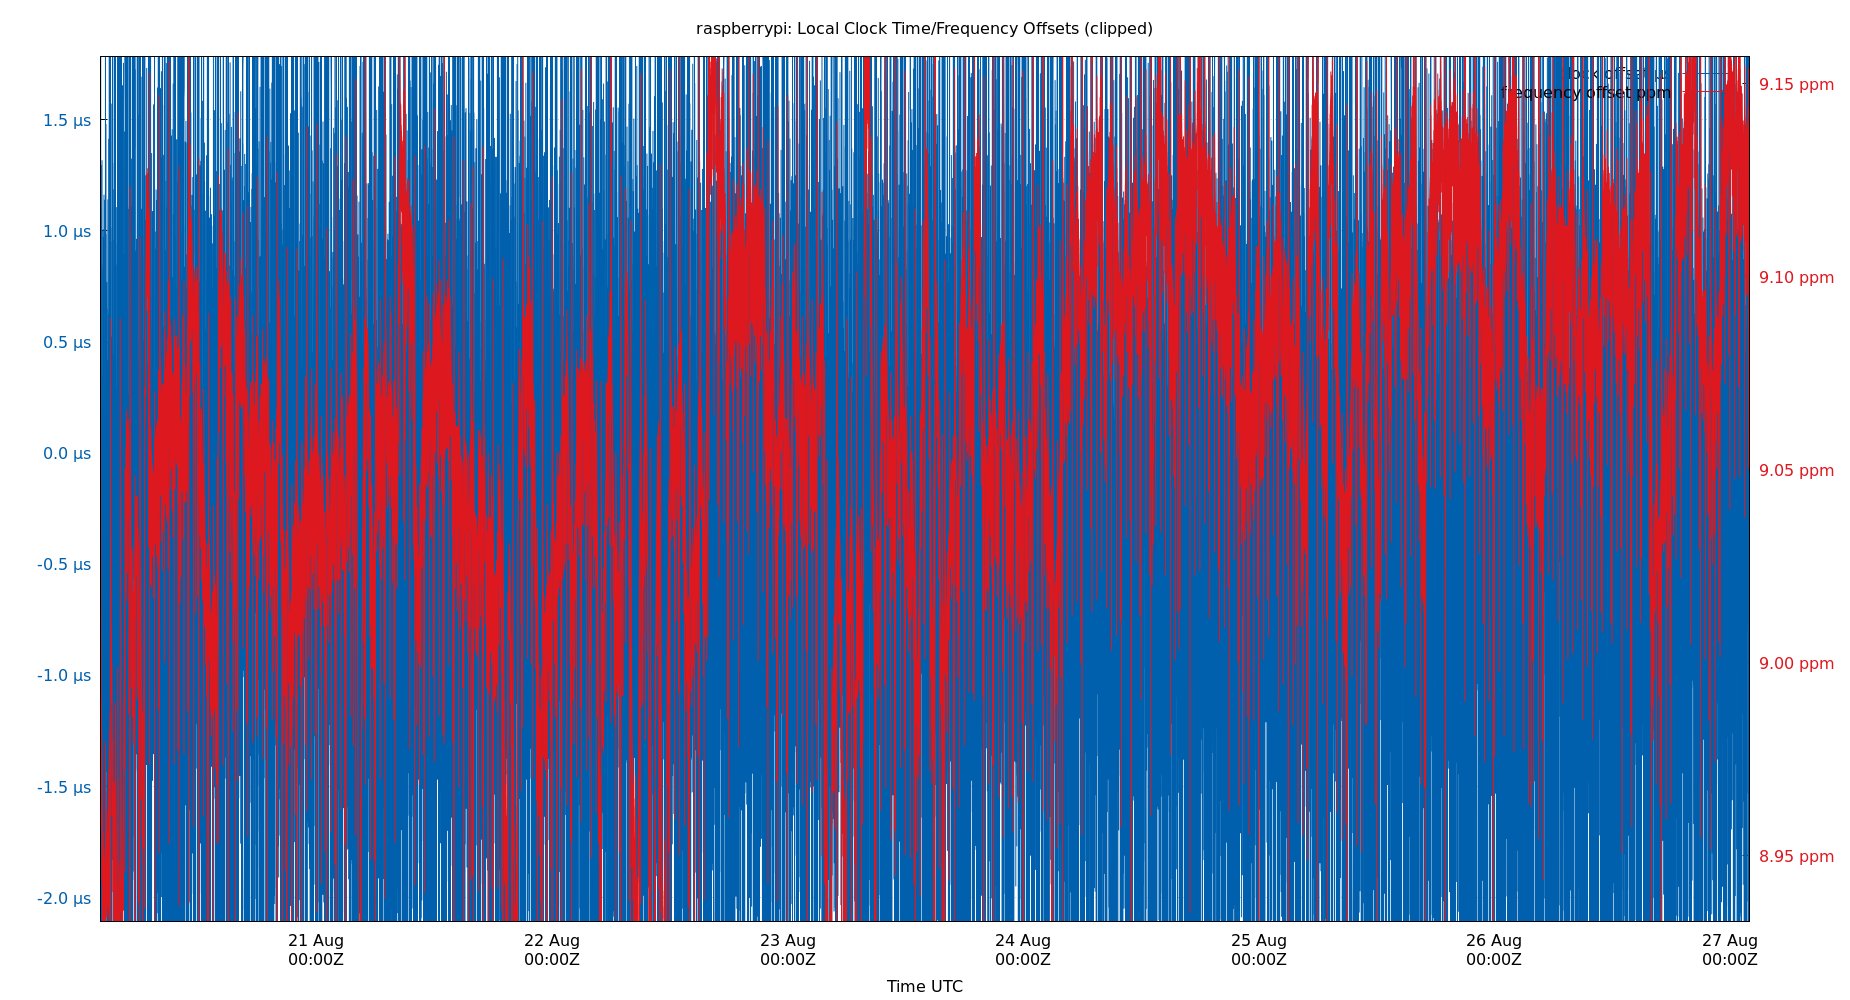 raspberrypi: Local Clock Time/Frequency Offsets (clipped)
clock offset µs
frequency offset ppm
1.5 µs
1.0 µs
0.5 µs
0.0 µs
-0.5 µs
-1.0 µs
-1.5 µs
-2.0 µs
9.15 ppm
9.10 ppm
9.05 ppm
9.00 ppm
8.95 ppm
21 Aug 22 Aug 23 Aug 24 Aug 25 Aug 26 Aug 27 Aug
00:00Z 00:00Z 00:00Z 00:00Z 00:00Z 00:00Z 00:00Z
Time UTC